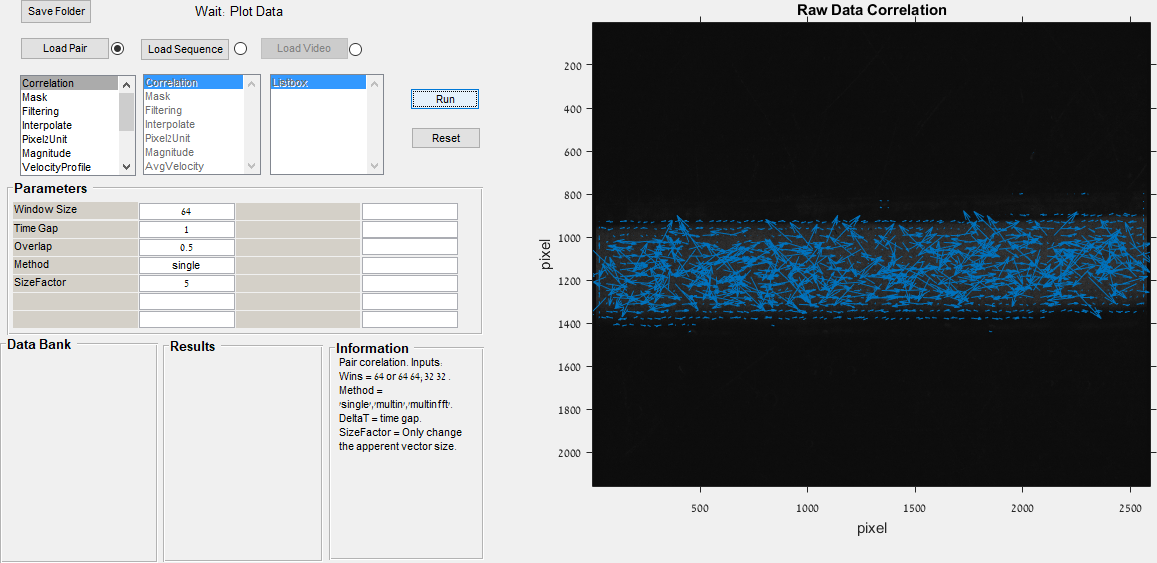 Save Folder
Wait: Plot Data
Load Pair
Load Sequence
Load Video
Correlation
Mask
Filtering
Interpolate
Pixel2Unit
Magnitude
VelocityProfile
Correlation
Mask
Filtering
Interpolate
Pixel2Unit
Magnitude
AvgVelocity
Listbox
Run
Reset
Parameters
Window Size 64
Time Gap 1
Overlap 0.5
Method single
SizeFactor 5
Data Bank
Results
Information
Pair corelation. Inputs:
Wins = 64 or 64 64, 32 32 .
Method =
'single','multin','multinfft'.
DeltaT = time gap.
SizeFactor = Only change
the apperent vector size.
Raw Data Correlation
200
400
600
800
1000
1200
1400
1600
1800
2000
pixel
500 1000 1500 2000 2500
pixel